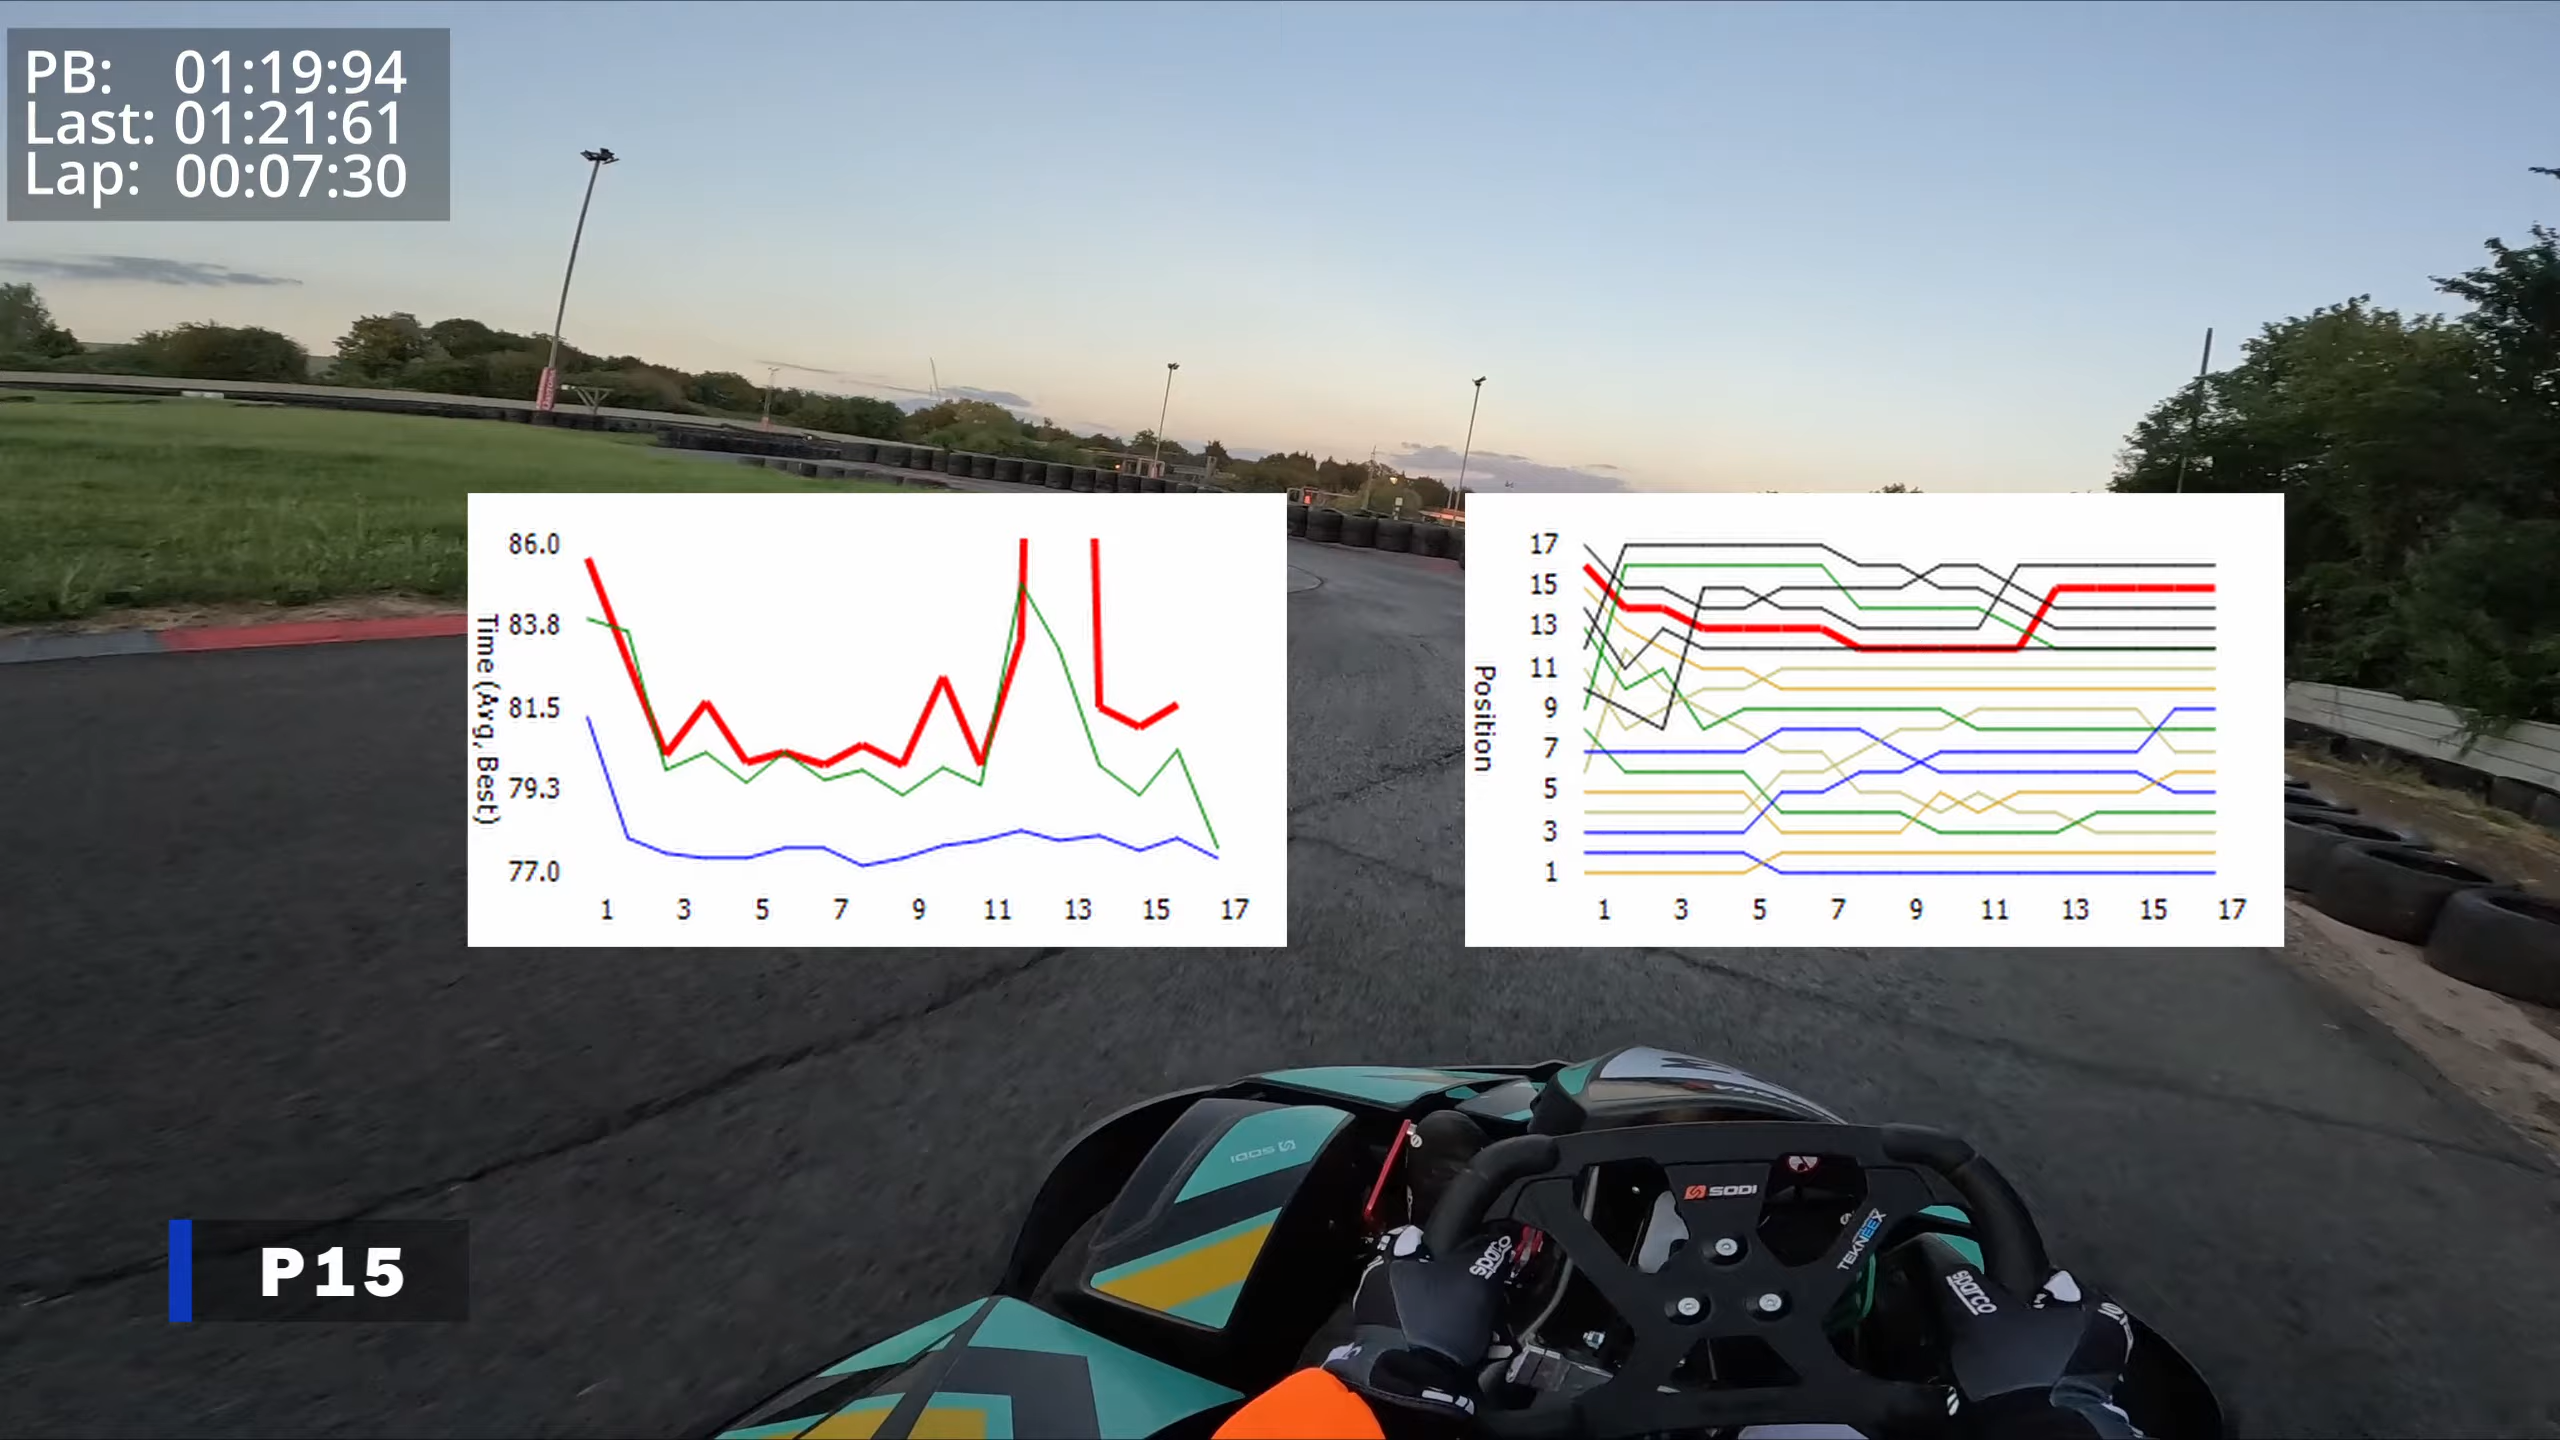 PB: 01:19:94
Last: 01:21:61
Lap: 00:07:30
Time (Avg, Best)
86.0
83.8
81.5
79.3
77.0
1 3 5 7 9 11 13 15 17
Position
17
15
13
11
9
7
5
3
1
1 3 5 7 9 11 13 15 17
SODI
SODI
TEKNEEX
sparco
sparco
P15